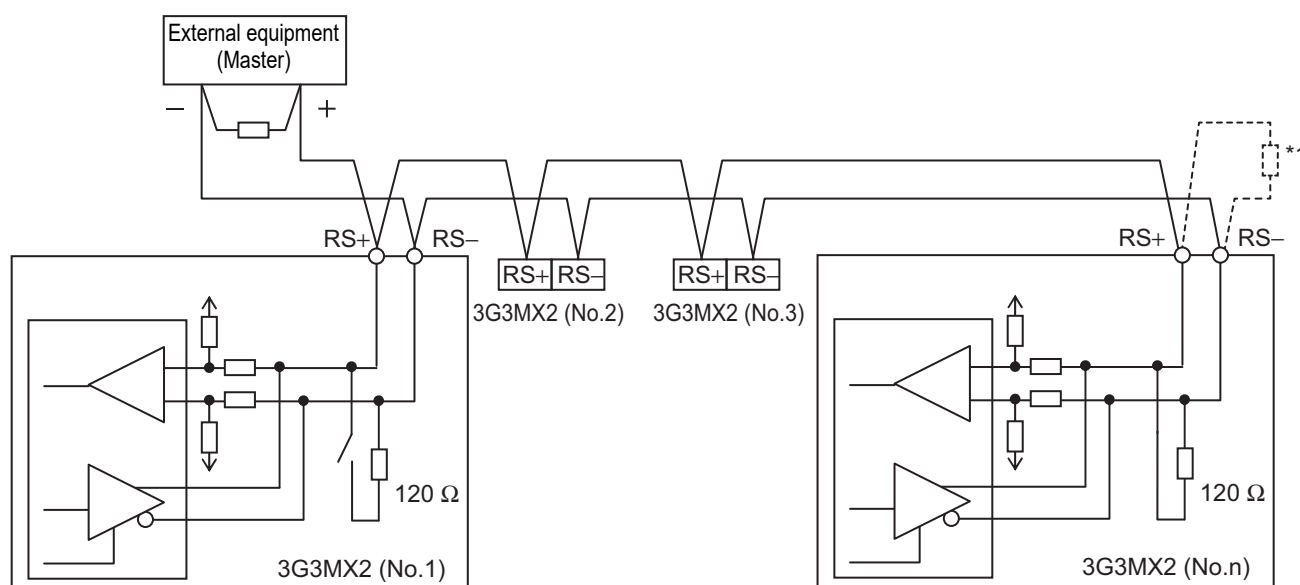 External equipment
(Master)
− +
*1
RS+ RS−
RS+ RS−
RS+ RS−
RS+ RS−
3G3MX2 (No.2)
3G3MX2 (No.3)
120 Ω
120 Ω
3G3MX2 (No.1)
3G3MX2 (No.n)